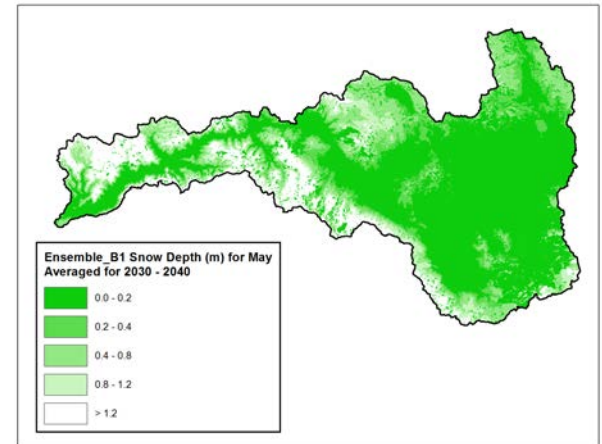 Ensemble_B1 Snow Depth (m) for May
Averaged for 2030 - 2040
0.0 - 0.2
0.2 - 0.4
0.4 - 0.8
0.8 - 1.2
> 1.2